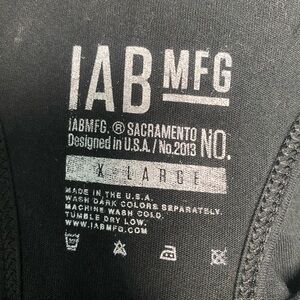 IAB MFG
IABMFG. ® SACRAMENTO NO.
Designed in U.S.A./No.2013
X-LARGE
MADE IN THE U.S.A.
WASH DARK COLORS SEPARATELY.
MACHINE WASH COLD.
TUMBLE DRY LOW.
WWW.IABMFG.COM